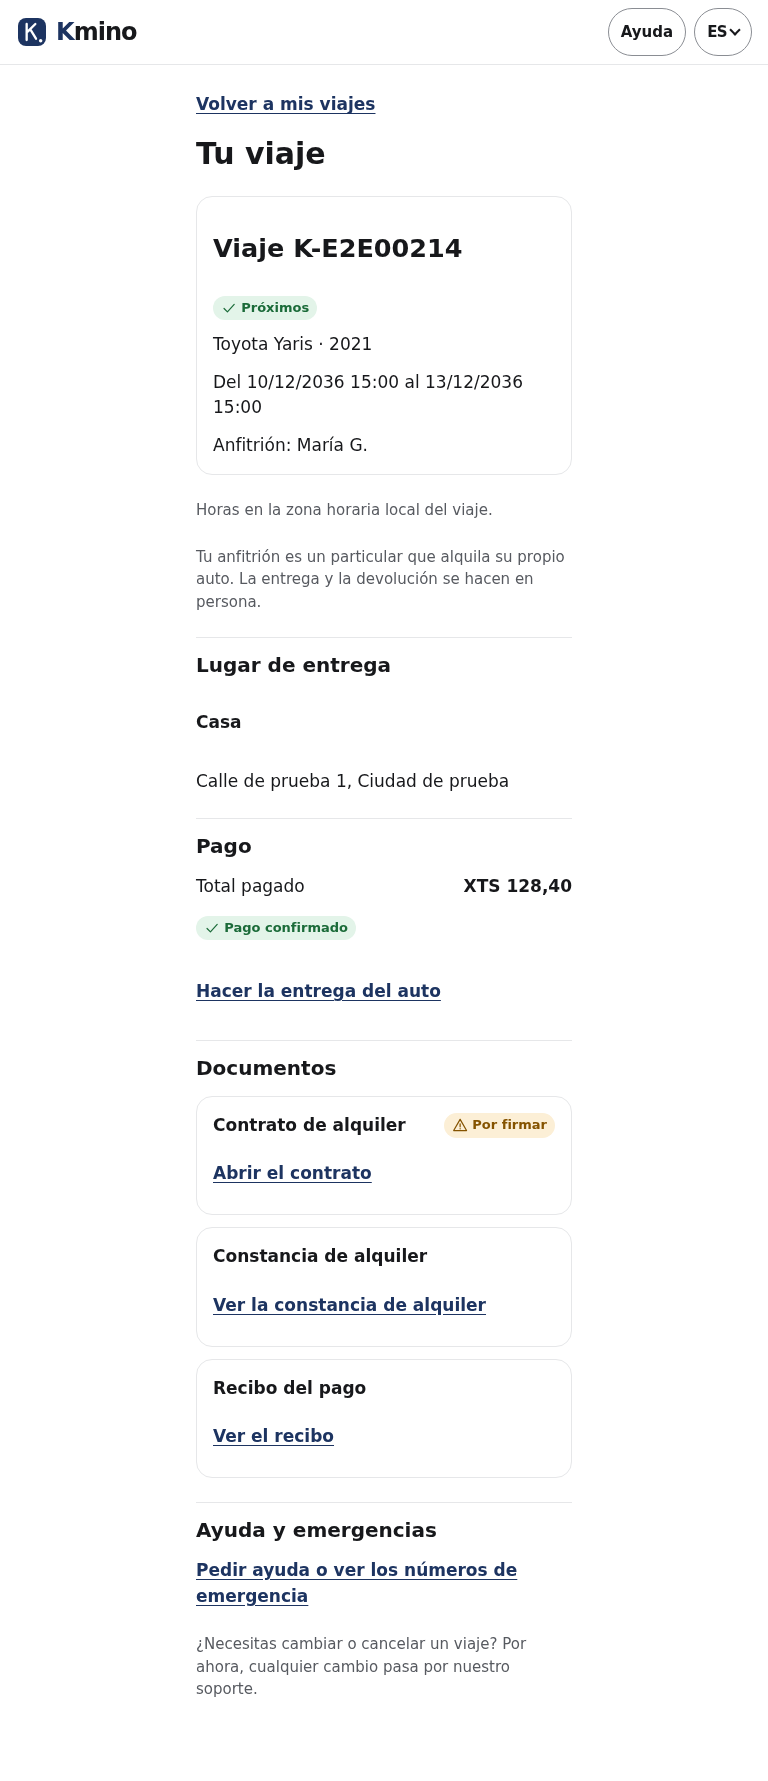 K Kmino
Ayuda
ES
Volver a mis viajes
Tu viaje
Viaje K-E2E00214
Próximos
Toyota Yaris · 2021
Del 10/12/2036 15:00 al 13/12/2036
15:00
Anfitrión: María G.
Horas en la zona horaria local del viaje.
Tu anfitrión es un particular que alquila su propio
auto. La entrega y la devolución se hacen en
persona.
Lugar de entrega
Casa
Calle de prueba 1, Ciudad de prueba
Pago
Total pagado XTS 128,40
Pago confirmado
Hacer la entrega del auto
Documentos
Contrato de alquiler Por firmar
Abrir el contrato
Constancia de alquiler
Ver la constancia de alquiler
Recibo del pago
Ver el recibo
Ayuda y emergencias
Pedir ayuda o ver los números de
emergencia
¿Necesitas cambiar o cancelar un viaje? Por
ahora, cualquier cambio pasa por nuestro
soporte.